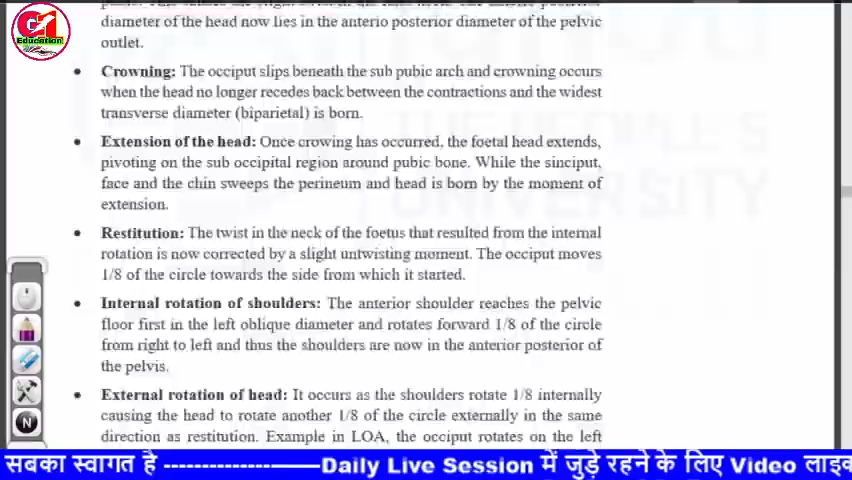 diameter of the head now lies in the anterio posterior diameter of the pelvic
outlet.
• Crowning: The occiput slips beneath the sub pubic arch and crowning occurs
when the head no longer recedes back between the contractions and the widest
transverse diameter (biparietal) is born.
• Extension of the head: Once crowing has occurred, the foetal head extends,
pivoting on the sub occipital region around pubic bone. While the sinciput,
face and the chin sweeps the perineum and head is born by the moment of
extension.
• Restitution: The twist in the neck of the foetus that resulted from the internal
rotation is now corrected by a slight untwisting moment. The occiput moves
1/8 of the circle towards the side from which it started.
• Internal rotation of shoulders: The anterior shoulder reaches the pelvic
floor first in the left oblique diameter and rotates forward 1/8 of the circle
from right to left and thus the shoulders are now in the anterior posterior of
the pelvis.
• External rotation of head: It occurs as the shoulders rotate 1/8 internally
causing the head to rotate another 1/8 of the circle externally in the same
direction as restitution. Example in LOA, the occiput rotates on the left
Education
THE PEOPLE'S
UNIVERSITY
N
सबका स्वागत है ---------------——Daily Live Session में जुड़े रहने के लिए Video लाइक